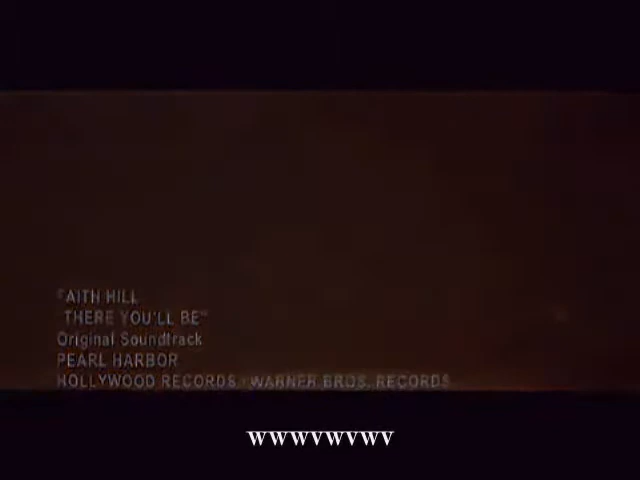 FAITH HILL
"THERE YOU'LL BE"
Original Soundtrack
PEARL HARBOR
HOLLYWOOD RECORDS / WARNER BROS. RECORDS
wwwvwvwv